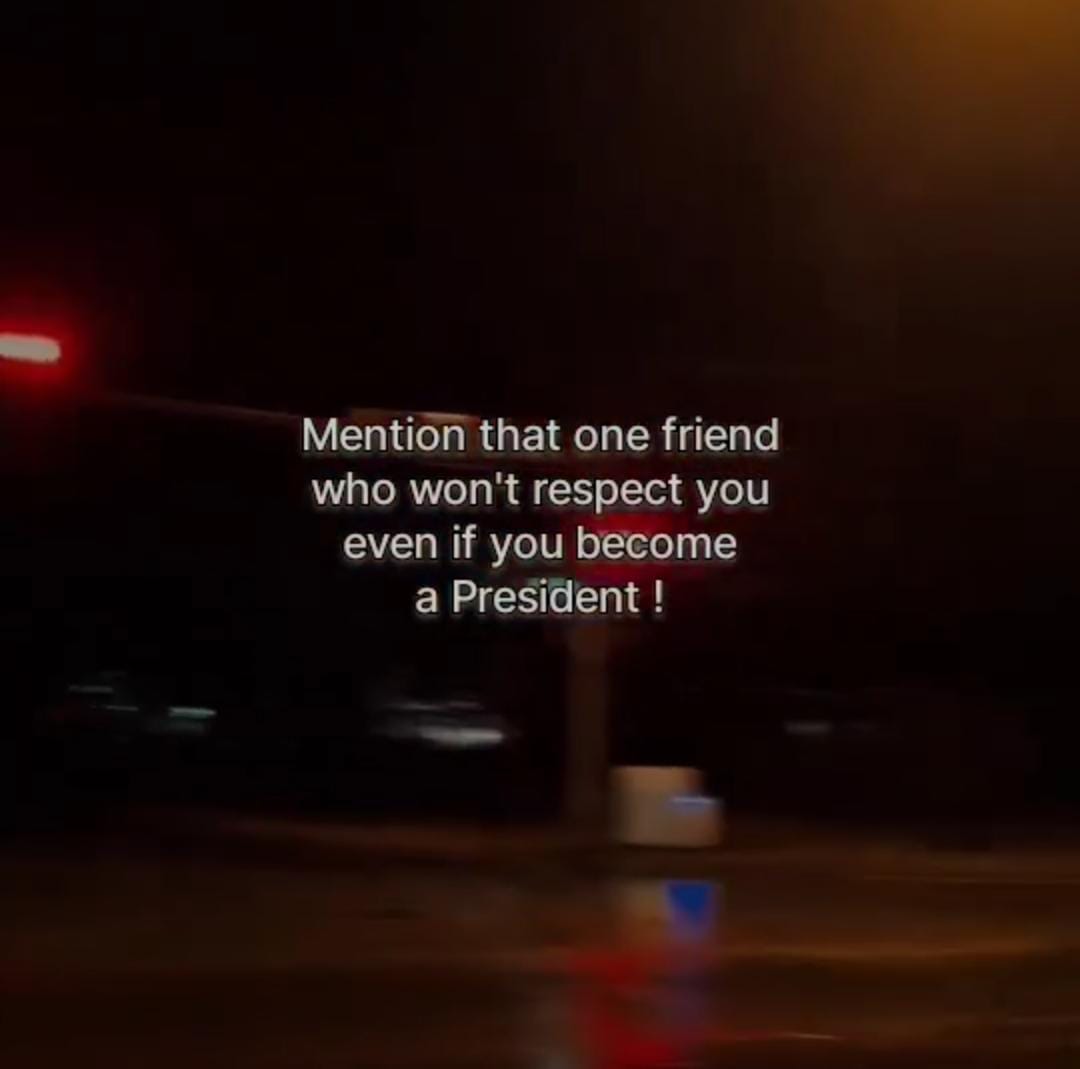 Mention that one friend
who won't respect you
even if you become
a President !